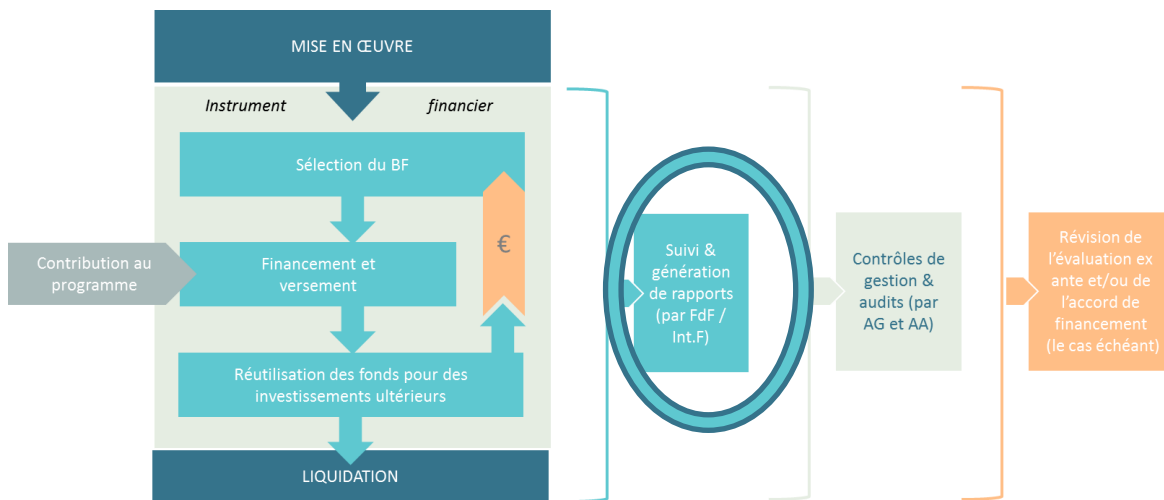 MISE EN ŒUVRE
Instrument financier
Sélection du BF
€
Contribution au
programme
Financement et
versement
Réutilisation des fonds pour des
investissements ultérieurs
LIQUIDATION
Suivi &
génération
de rapports
(par FdF /
Int.F)
Contrôles de
gestion &
audits (par
AG et AA)
Révision de
l’évaluation ex
ante et/ou de
l’accord de
financement
(le cas échéant)